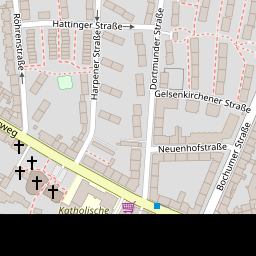 Hattinger Straße
Röhrenstraße
Harpener Straße
Dortmunder Straße
Gelsenkirchener Straße
weg
Neuenhofstraße
Bochumer Straße
Katholische